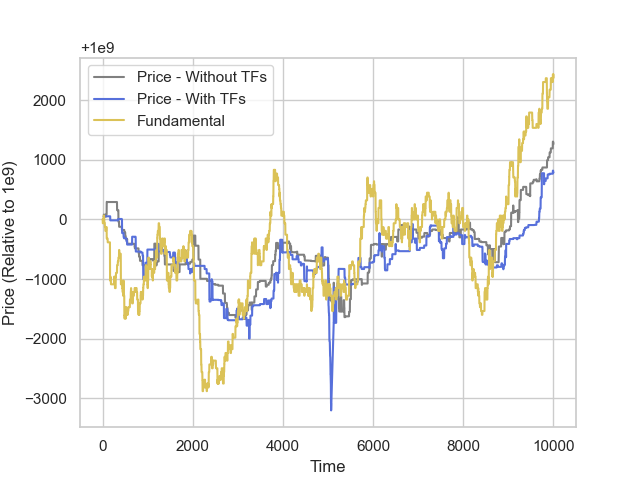 +1e9
Price - Without TFs
Price - With TFs
Fundamental
2000
1000
0
−1000
−2000
−3000
Price (Relative to 1e9)
0 2000 4000 6000 8000 10000
Time